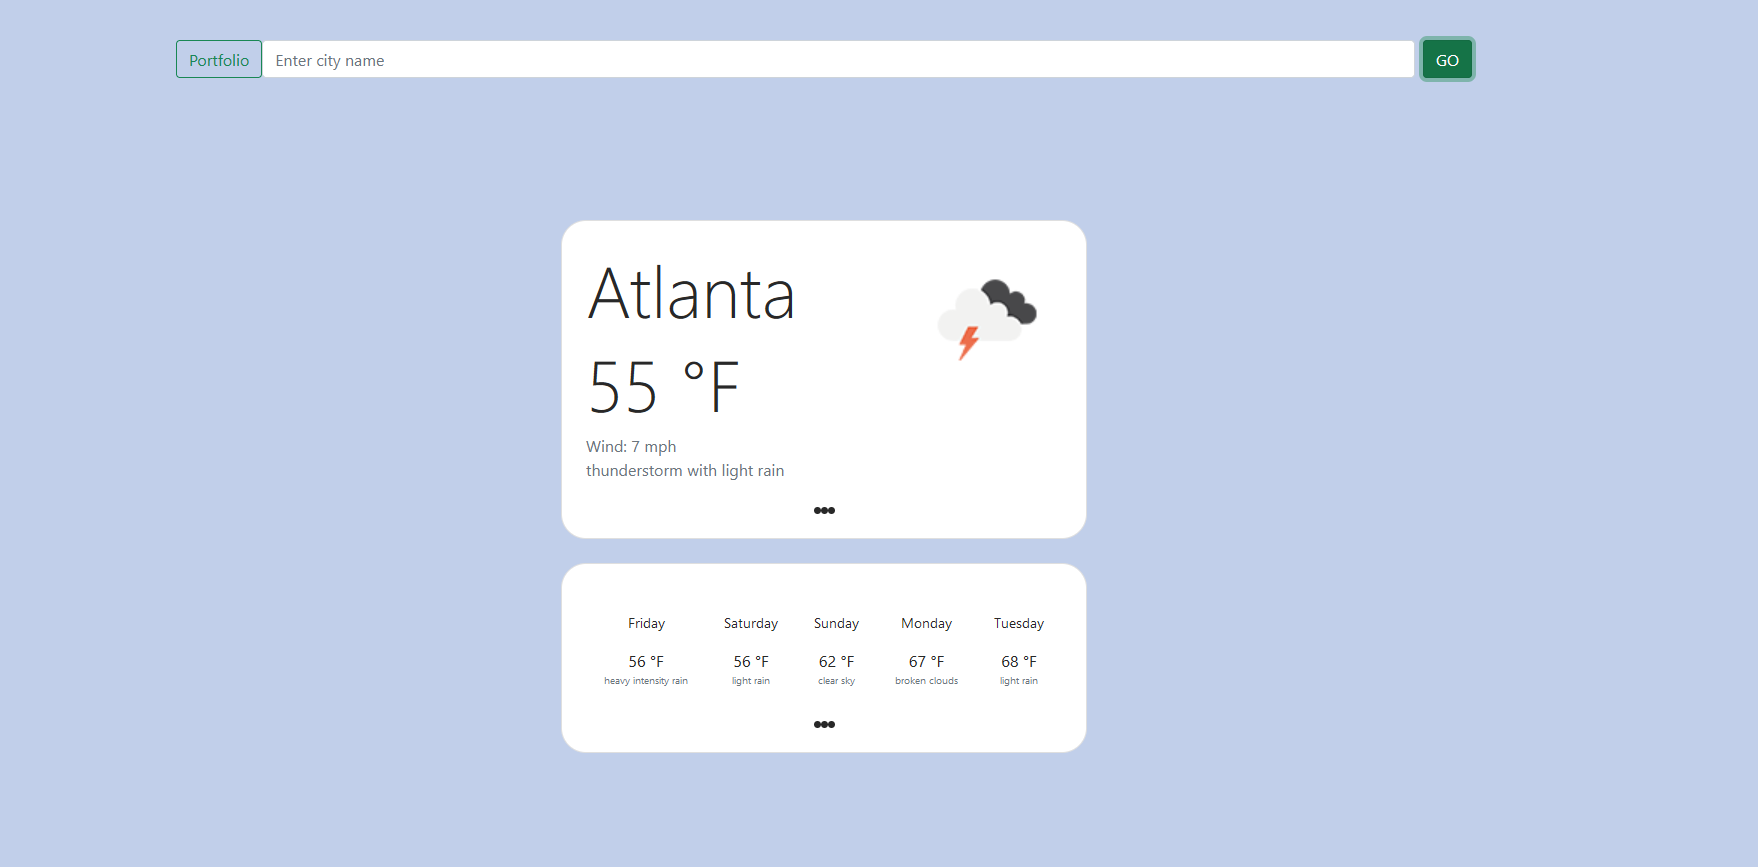 Portfolio Enter city name GO
Atlanta
55 °F
Wind: 7 mph
thunderstorm with light rain
Friday Saturday Sunday Monday Tuesday
56 °F 56 °F 62 °F 67 °F 68 °F
heavy intensity rain light rain clear sky broken clouds light rain